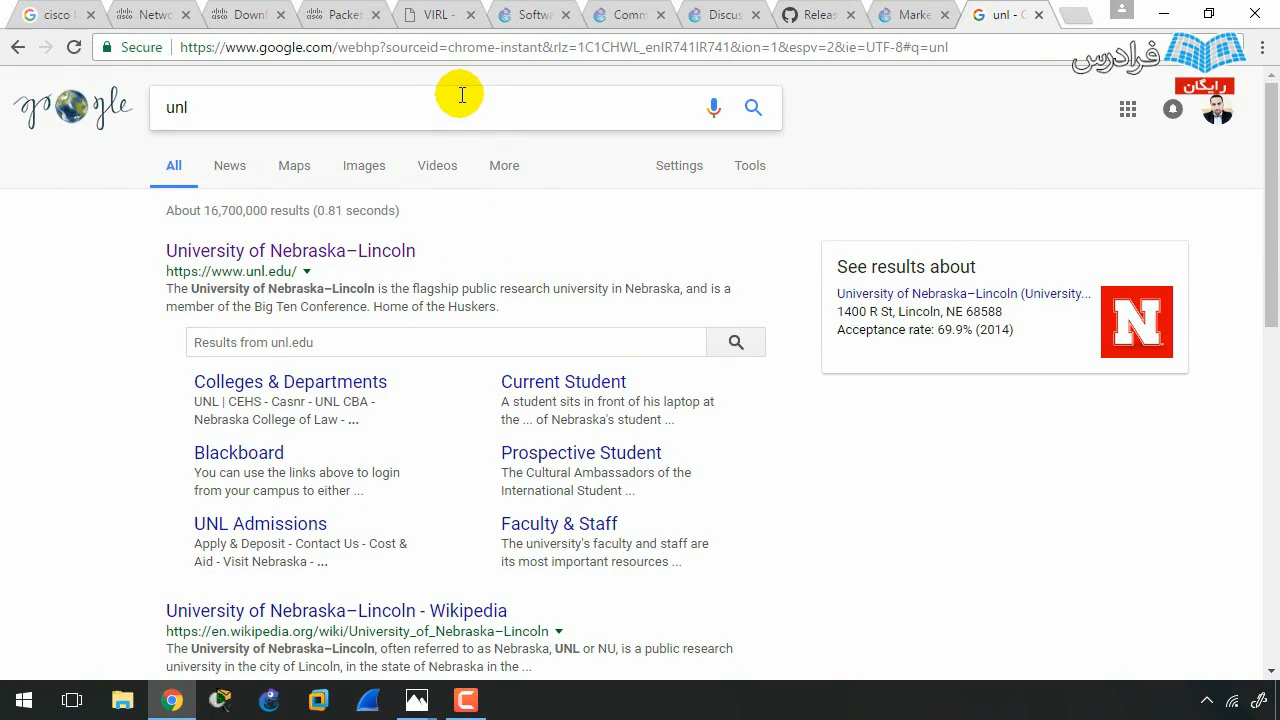 cisco l
Netwo
Downl
Packet
VIRL -
Softwa
Comm
Discus
Releas
Marke
unl - G
Secure
https://www.google.com/webhp?sourceid=chrome-instant&rlz=1C1CHWL_enIR741IR741&ion=1&espv=2&ie=UTF-8#q=unl
فرادرس
رایگان
google
unl
All
News
Maps
Images
Videos
More
Settings
Tools
About 16,700,000 results (0.81 seconds)
University of Nebraska–Lincoln
https://www.unl.edu/
The University of Nebraska–Lincoln is the flagship public research university in Nebraska, and is a
member of the Big Ten Conference. Home of the Huskers.
Results from unl.edu
Colleges & Departments
UNL | CEHS - Casnr - UNL CBA -
Nebraska College of Law - ...
Current Student
A student sits in front of his laptop at
the ... of Nebraska's student ...
Blackboard
You can use the links above to login
from your campus to either ...
Prospective Student
The Cultural Ambassadors of the
International Student ...
UNL Admissions
Apply & Deposit - Contact Us - Cost &
Aid - Visit Nebraska - ...
Faculty & Staff
The university's faculty and staff are
its most important resources ...
University of Nebraska–Lincoln - Wikipedia
https://en.wikipedia.org/wiki/University_of_Nebraska–Lincoln
The University of Nebraska–Lincoln, often referred to as Nebraska, UNL or NU, is a public research
university in the city of Lincoln, in the state of Nebraska in the ...
See results about
University of Nebraska–Lincoln (University...
1400 R St, Lincoln, NE 68588
Acceptance rate: 69.9% (2014)
N